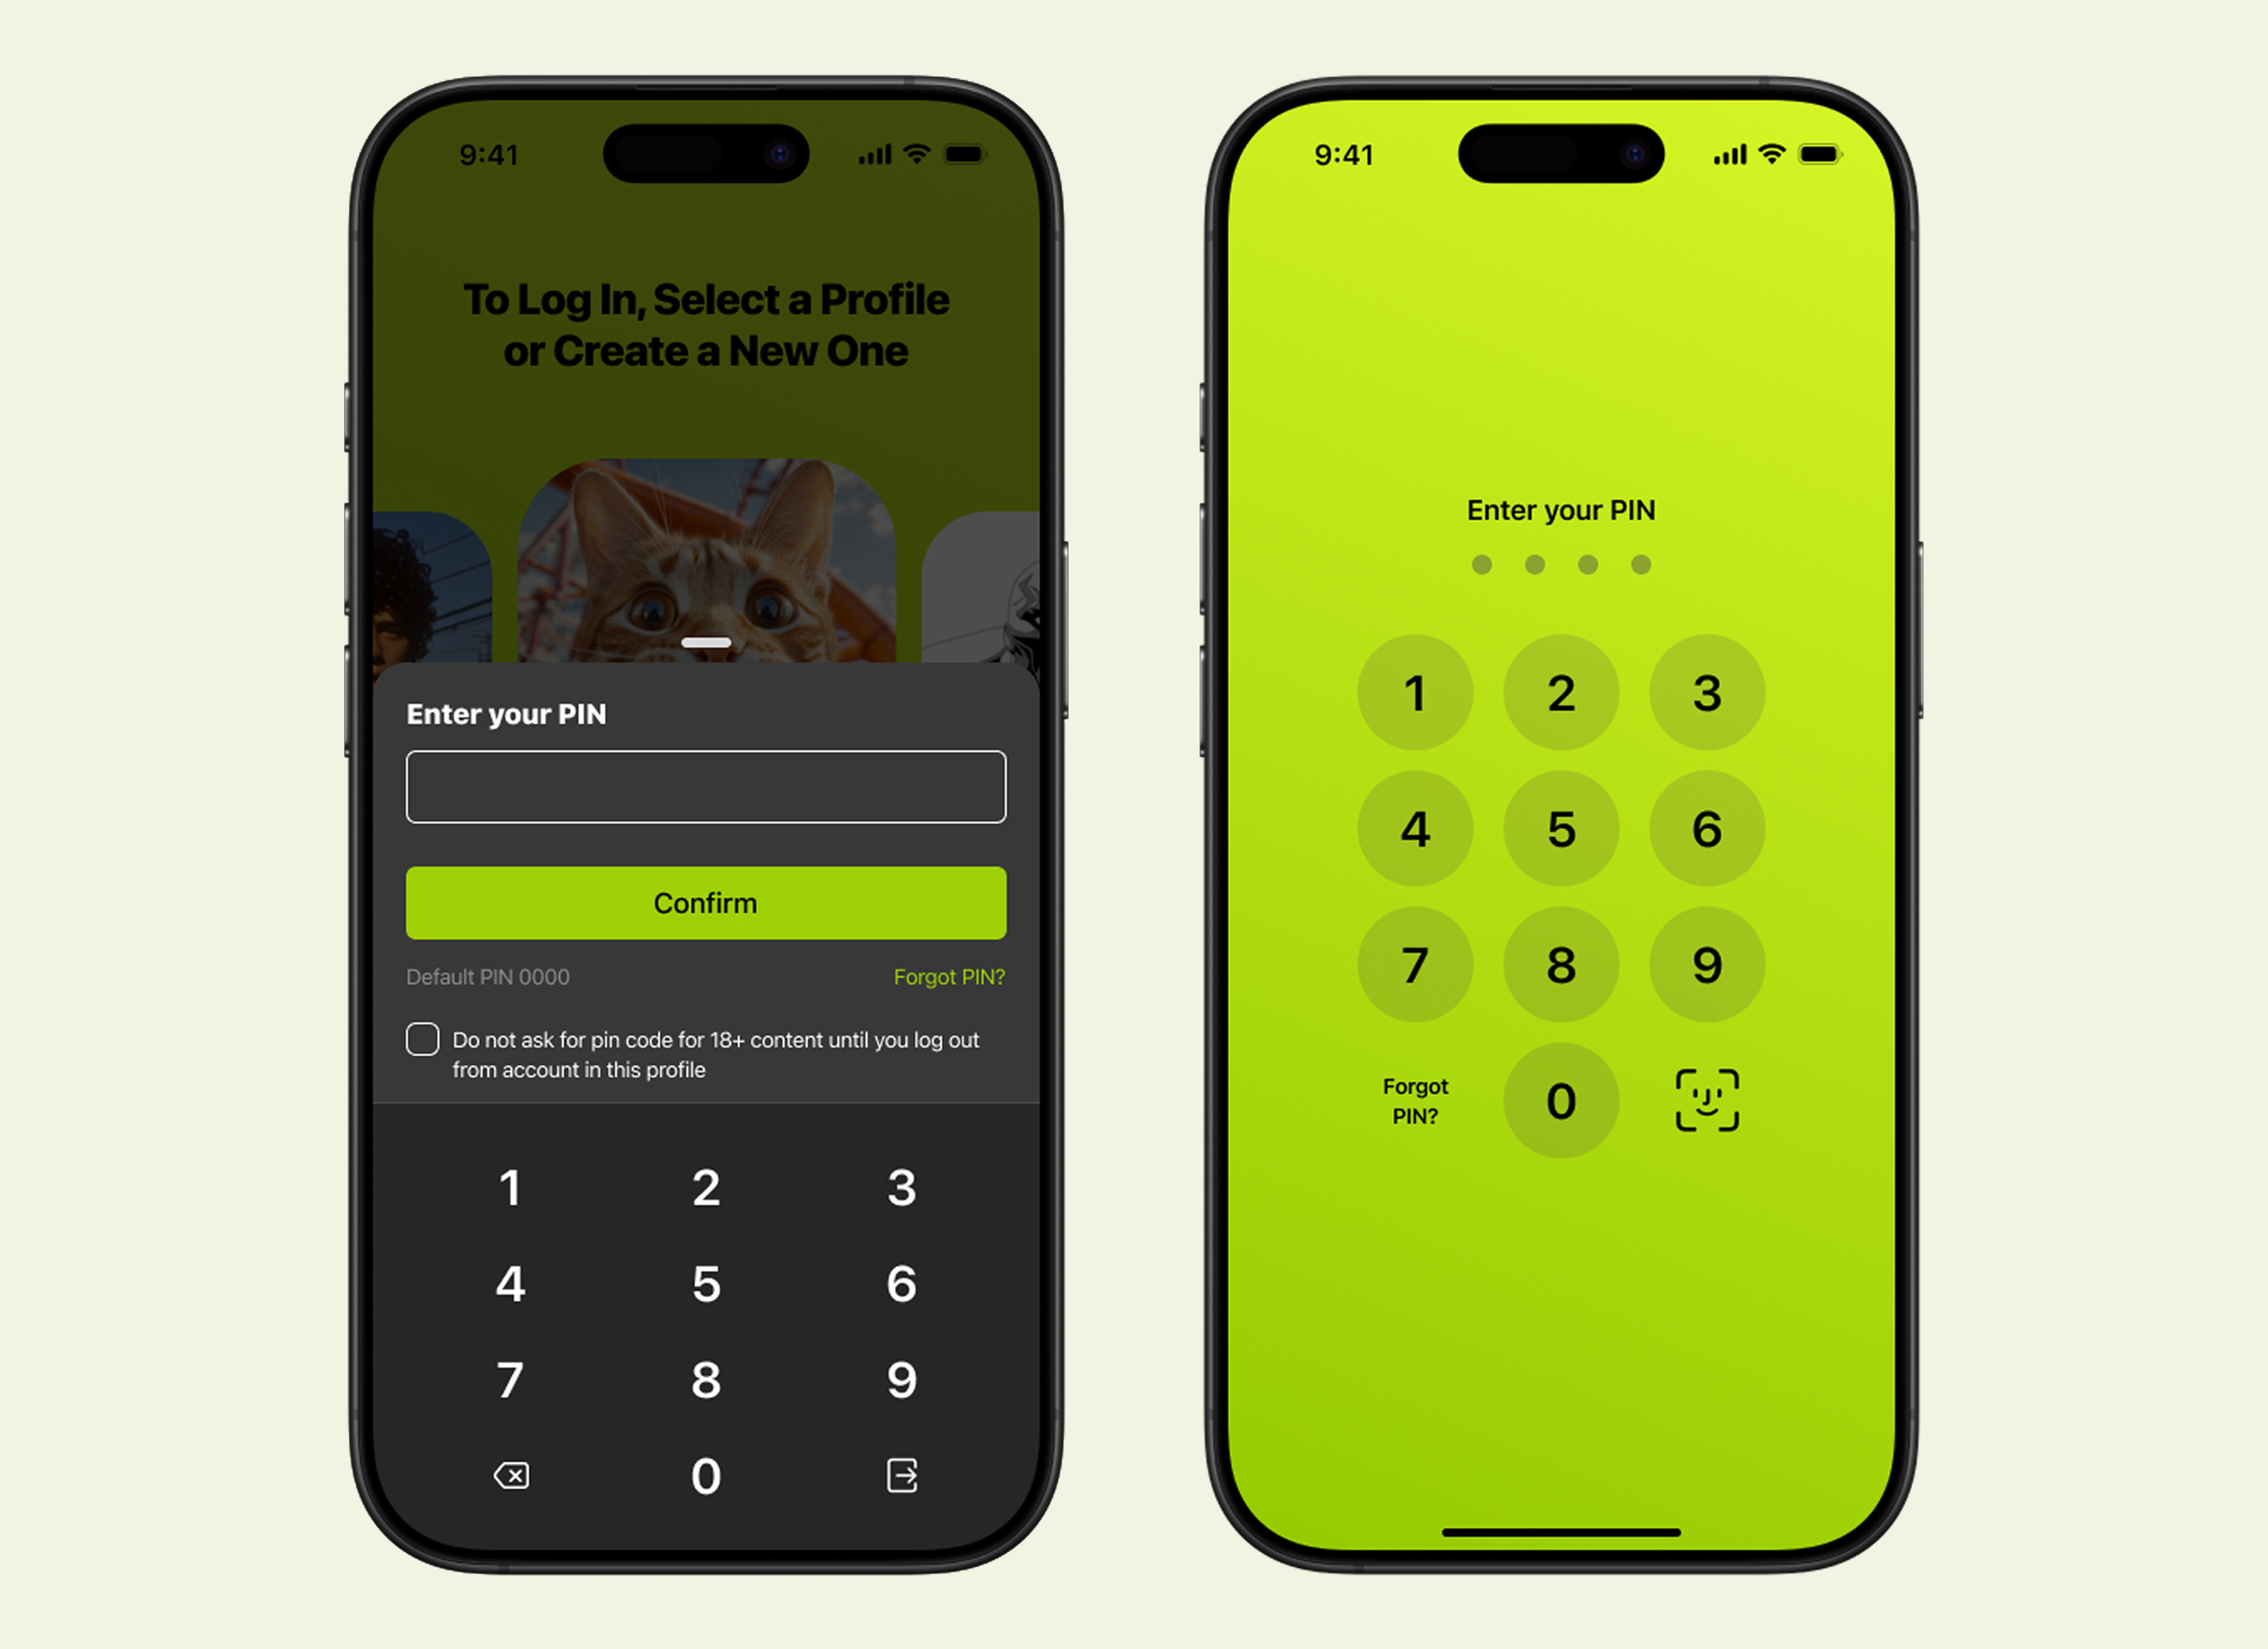 9:41
To Log In, Select a Profile
or Create a New One
Enter your PIN
Confirm
Default PIN 0000
Forgot PIN?
Do not ask for pin code for 18+ content until you log out
from account in this profile
1 2 3
4 5 6
7 8 9
0
9:41
Enter your PIN
1 2 3
4 5 6
7 8 9
Forgot
PIN?
0